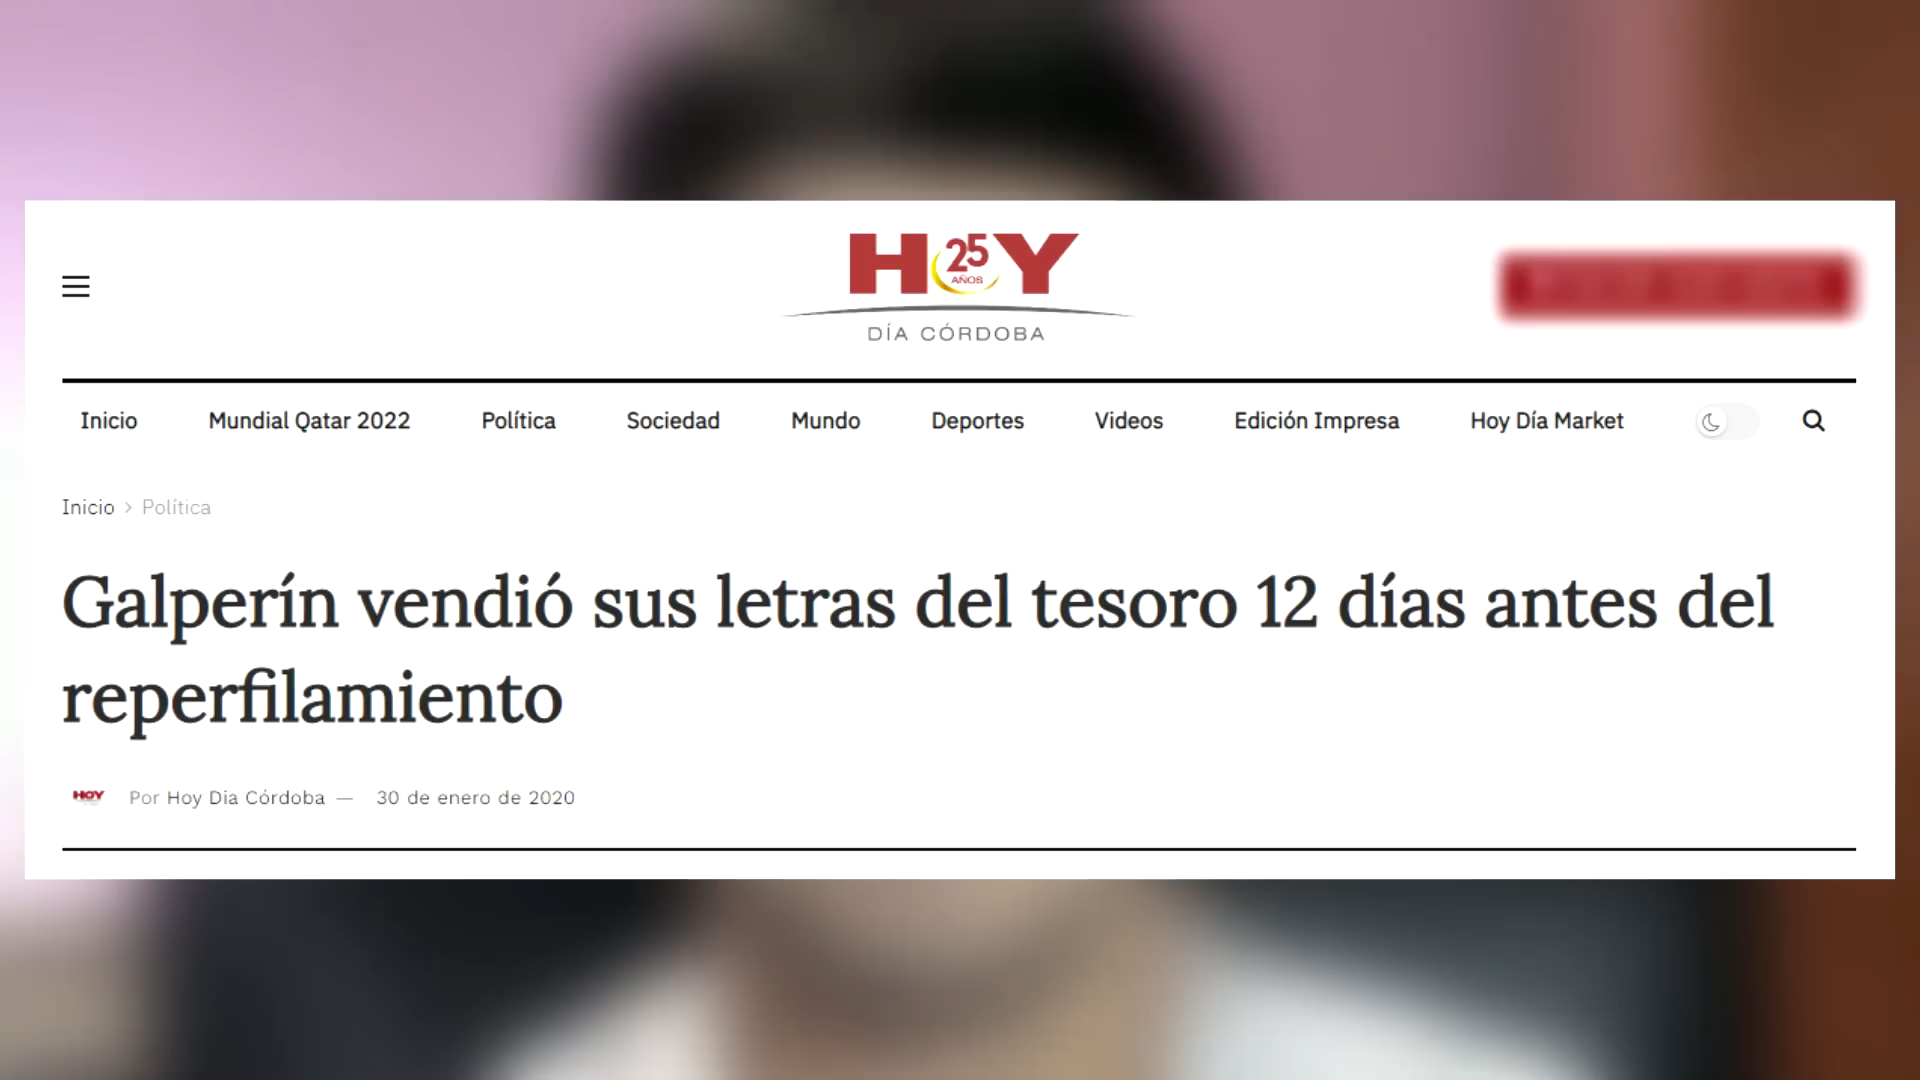 HOY
25
AÑOS
DÍA CÓRDOBA
Inicio Mundial Qatar 2022 Política Sociedad Mundo Deportes Videos Edición Impresa Hoy Día Market
Inicio > Política
Galperín vendió sus letras del tesoro 12 días antes del
reperfilamiento
HOY Por Hoy Dia Córdoba — 30 de enero de 2020